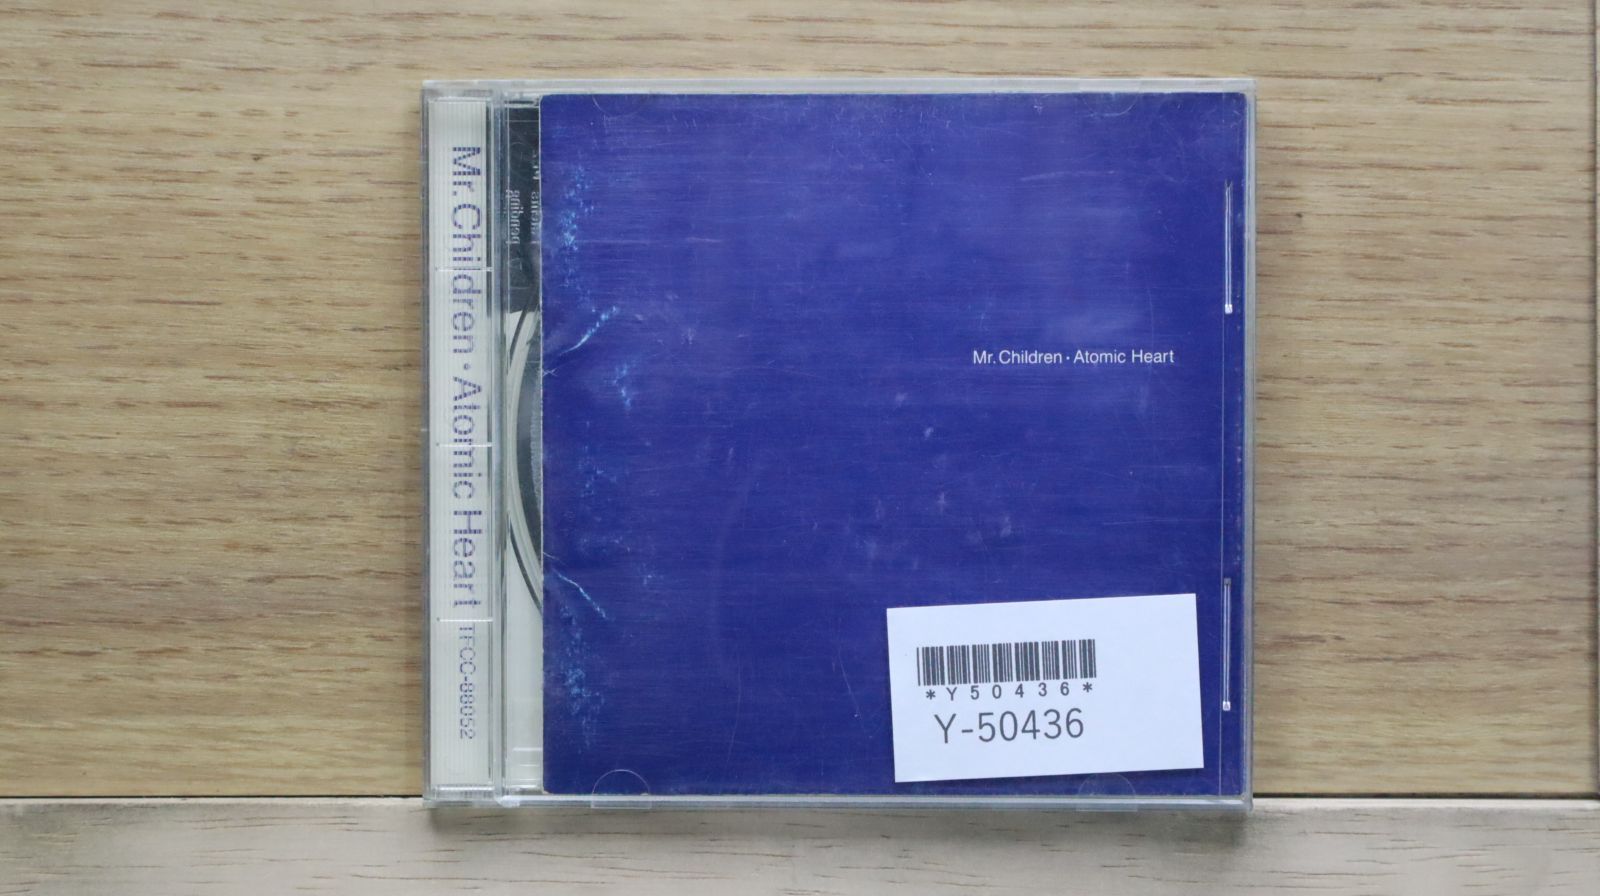 Mr.Children・Atomic Heart TFCC-88052
Mr.Children・Atomic Heart
*Y50436*
Y-50436